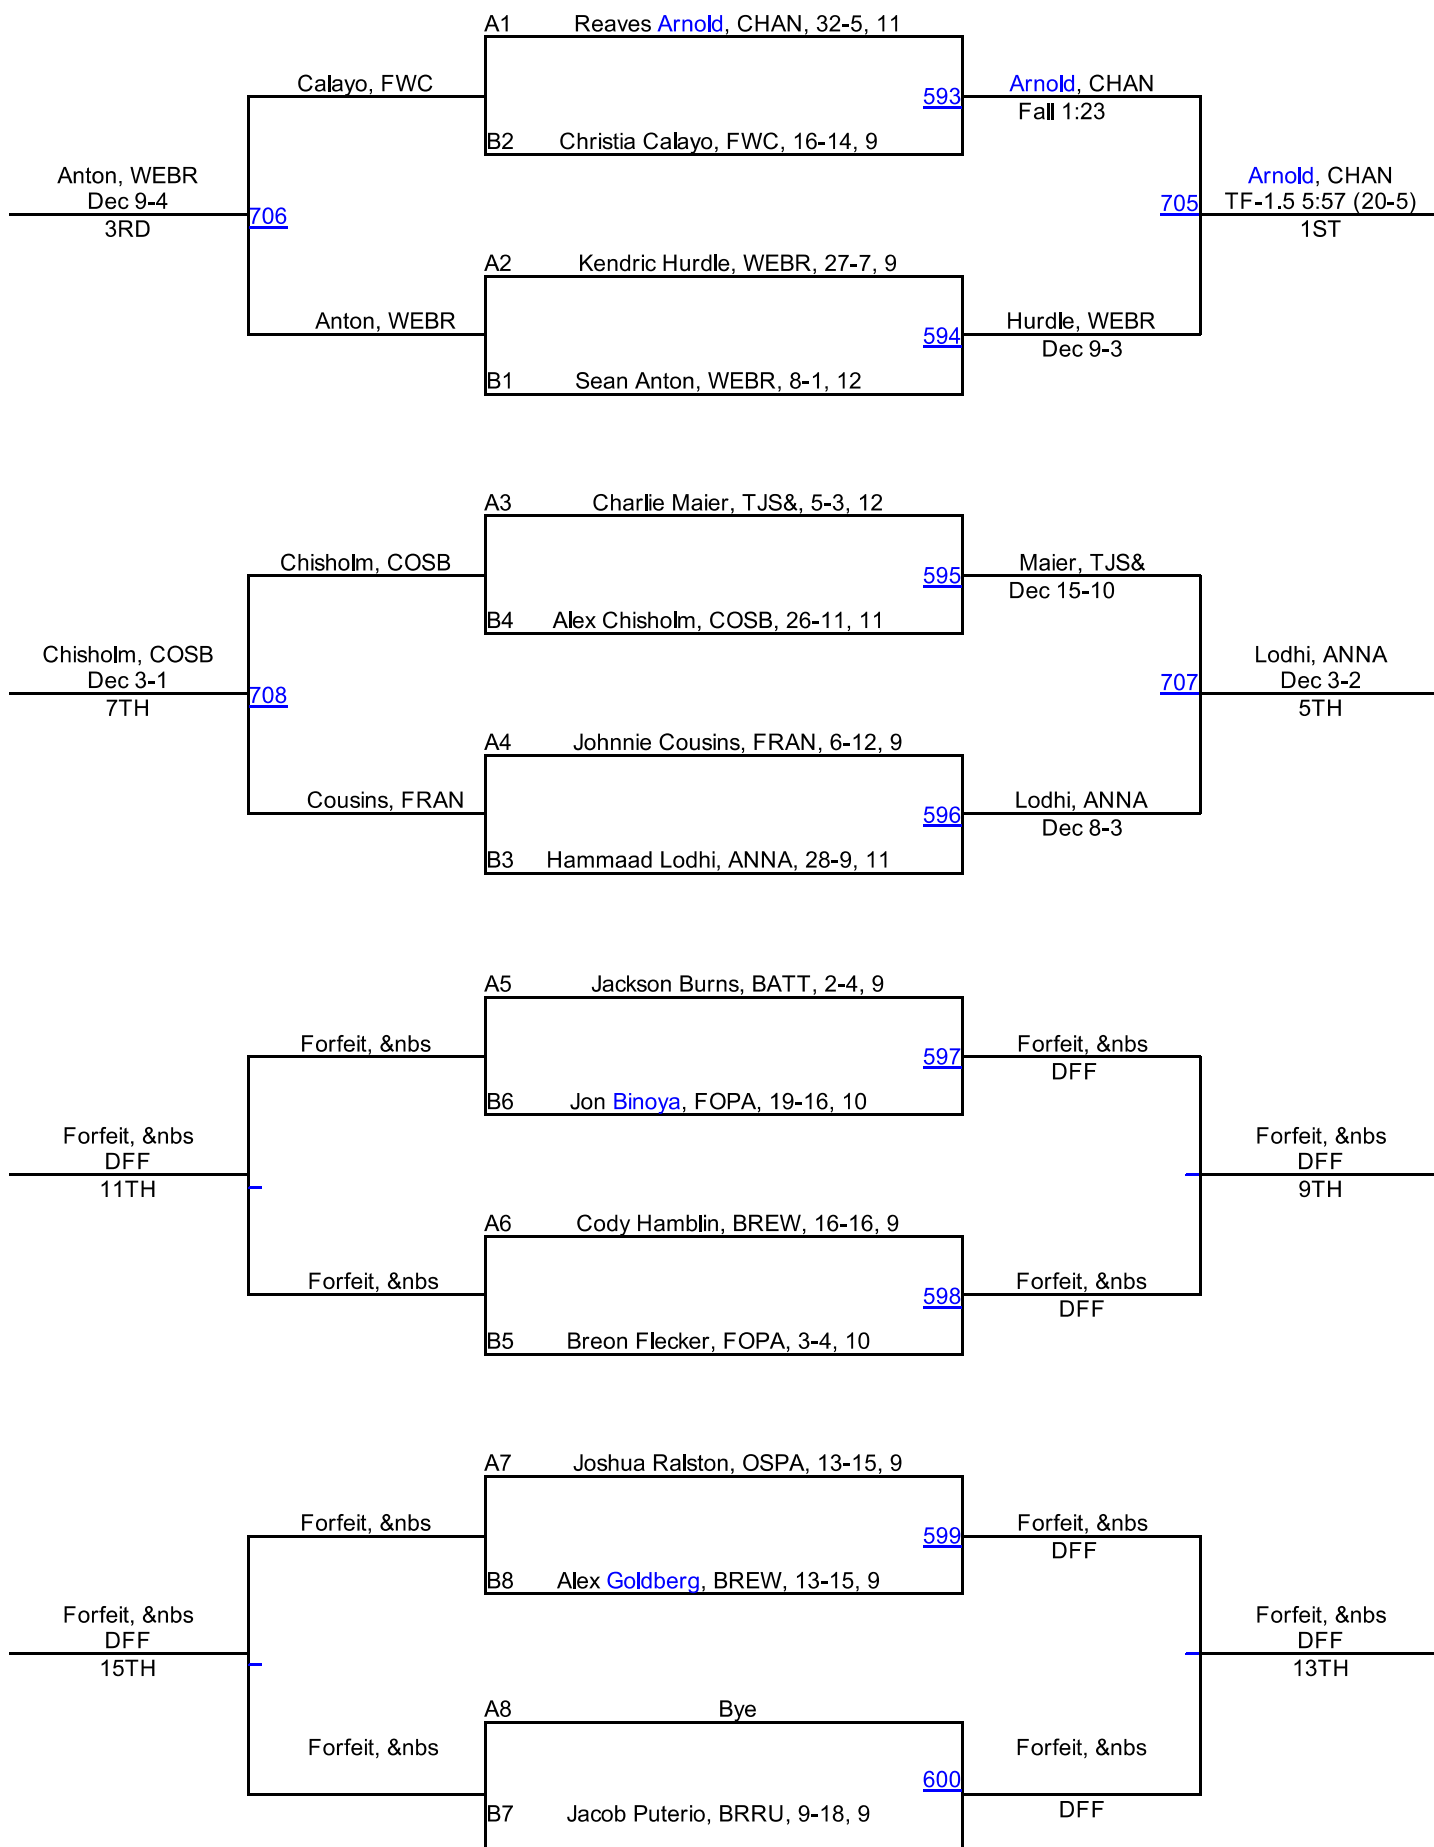 A1 Reaves Arnold, CHAN, 32-5, 11
Calayo, FWC
593
Arnold, CHAN
Fall 1:23
B2 Christia Calayo, FWC, 16-14, 9
Anton, WEBR
Dec 9-4
3RD
706
705
Arnold, CHAN
TF-1.5 5:57 (20-5)
1ST
A2 Kendric Hurdle, WEBR, 27-7, 9
Anton, WEBR
594
Hurdle, WEBR
Dec 9-3
B1 Sean Anton, WEBR, 8-1, 12
A3 Charlie Maier, TJS&, 5-3, 12
Chisholm, COSB
595
Maier, TJS&
Dec 15-10
B4 Alex Chisholm, COSB, 26-11, 11
Chisholm, COSB
Dec 3-1
7TH
708
707
Lodhi, ANNA
Dec 3-2
5TH
A4 Johnnie Cousins, FRAN, 6-12, 9
Cousins, FRAN
596
Lodhi, ANNA
Dec 8-3
B3 Hammaad Lodhi, ANNA, 28-9, 11
A5 Jackson Burns, BATT, 2-4, 9
Forfeit, &nbs
597
Forfeit, &nbs
DFF
B6 Jon Binoya, FOPA, 19-16, 10
Forfeit, &nbs
DFF
11TH
Forfeit, &nbs
DFF
9TH
A6 Cody Hamblin, BREW, 16-16, 9
Forfeit, &nbs
598
Forfeit, &nbs
DFF
B5 Breon Flecker, FOPA, 3-4, 10
A7 Joshua Ralston, OSPA, 13-15, 9
Forfeit, &nbs
599
Forfeit, &nbs
DFF
B8 Alex Goldberg, BREW, 13-15, 9
Forfeit, &nbs
DFF
15TH
Forfeit, &nbs
DFF
13TH
A8 Bye
Forfeit, &nbs
600
Forfeit, &nbs
DFF
B7 Jacob Puterio, BRRU, 9-18, 9